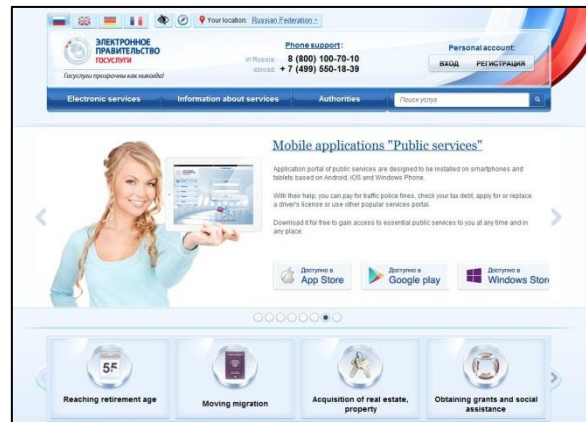 Your location: Russian Federation
ЭЛЕКТРОННОЕ
ПРАВИТЕЛЬСТВО
ГОСУСЛУГИ
Госуслуги прозрачны как никогда!
Phone support:
in Russia: 8 (800) 100-70-10
abroad: + 7 (499) 550-18-39
Personal account:
ВХОД РЕГИСТРАЦИЯ
Electronic services Information about services Authorities Поиск услуг
Mobile applications "Public services"
Application portal of public services are designed to be installed on smartphones and
tablets based on Android, iOS and Windows Phone.
With their help, you can pay for traffic police fines, check your tax debt, apply for or replace
a driver's license or use other popular services portal.
Download it for free to gain access to essential public services to you at any time and in
any place.
Доступно в
App Store
Доступно в
Google play
Доступно в
Windows Store
55
Reaching retirement age
Moving migration
Acquisition of real estate,
property
Obtaining grants and social
assistance